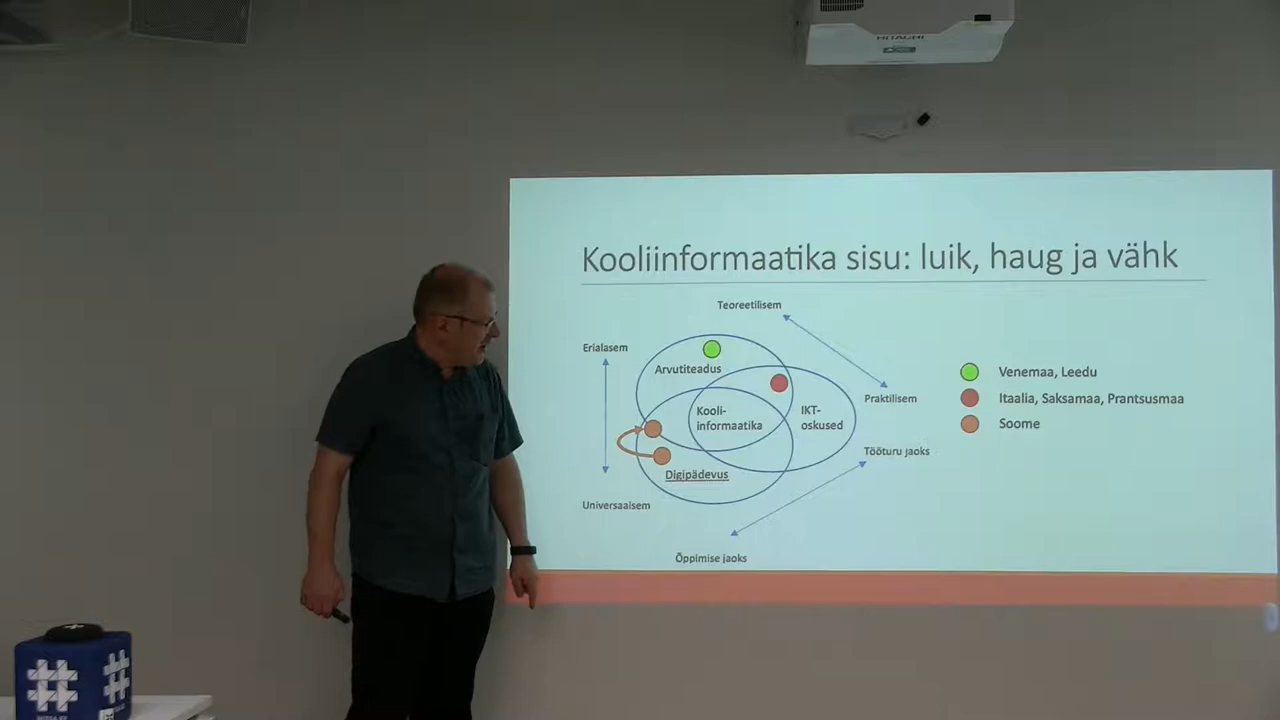 HITACHI
Kooliinformaatika sisu: luik, haug ja vähk
Teoreetilisem
Erialasem
Arvutiteadus
Praktilisem
Kooli-
informaatika
IKT-
oskused
Tööturu jaoks
Digipädevus
Universaalsem
Õppimise jaoks
Venemaa, Leedu
Itaalia, Saksamaa, Prantsusmaa
Soome